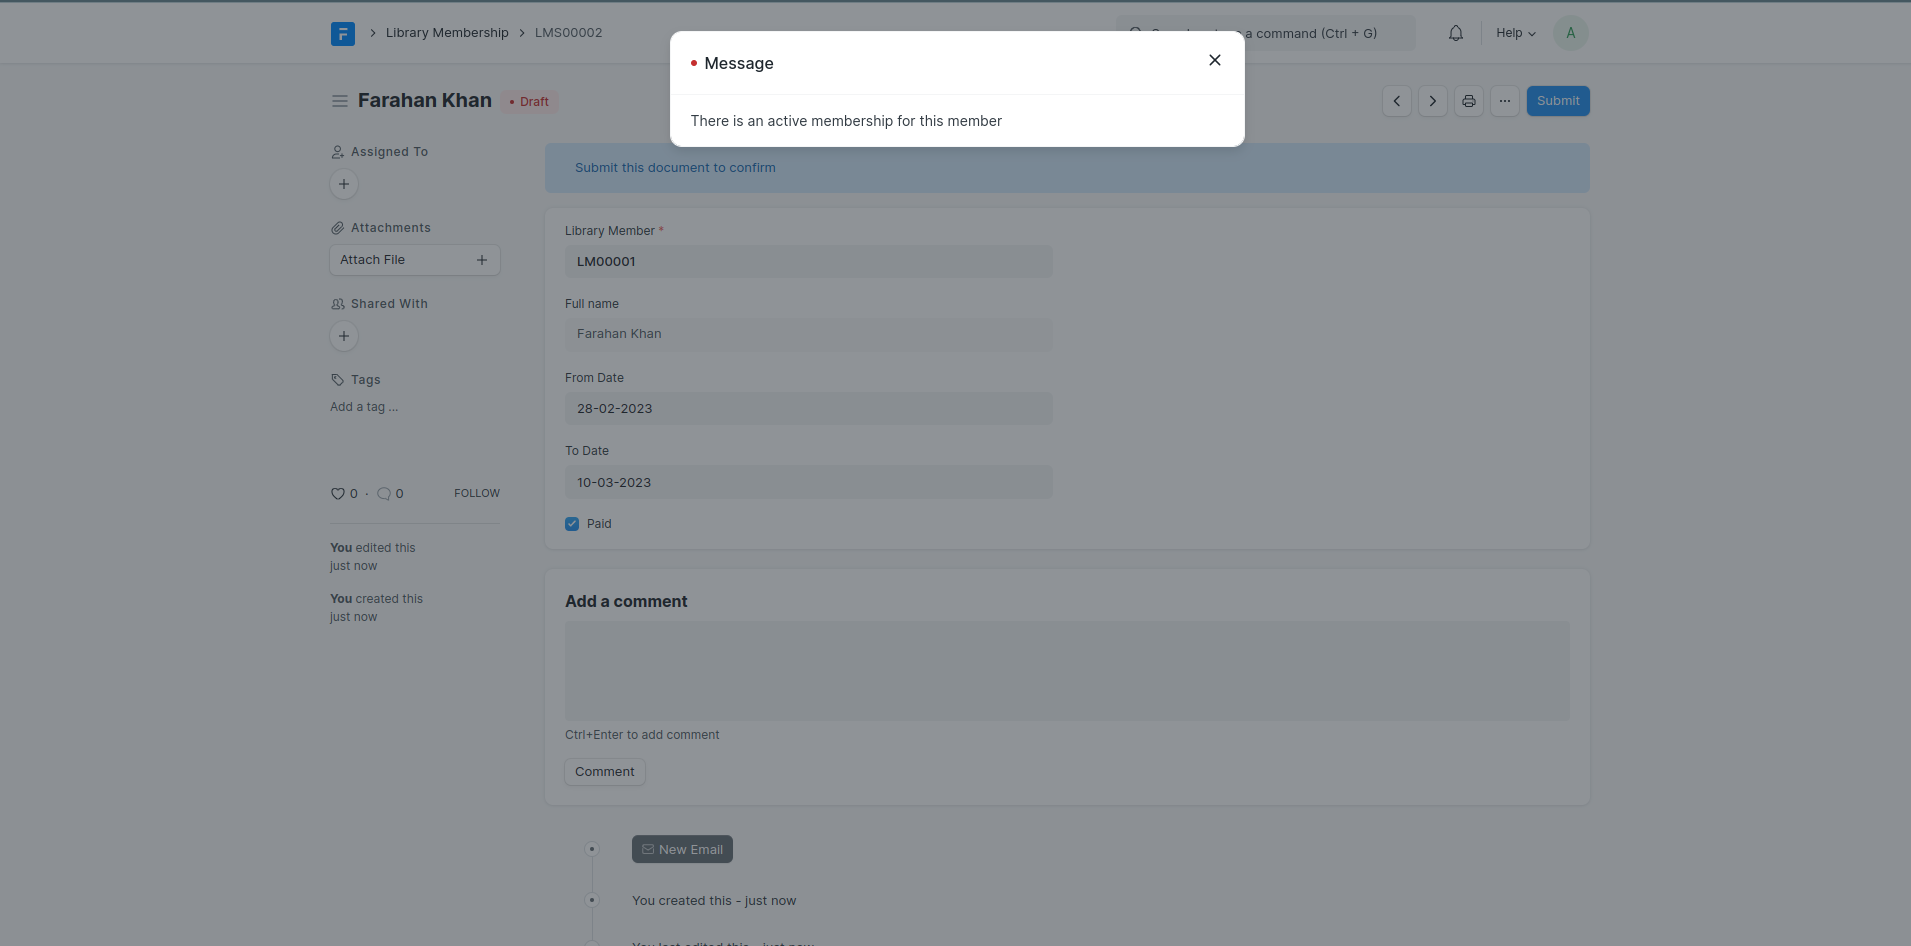 Library Membership
LMS00002
a command (Ctrl + G)
Help
A
Message
There is an active membership for this member
Farahan Khan
Draft
Submit
Assigned To
Attachments
Attach File
Shared With
Tags
Add a tag ...
0 · 0
FOLLOW
You edited this
just now
You created this
just now
Submit this document to confirm
Library Member *
LM00001
Full name
Farahan Khan
From Date
28-02-2023
To Date
10-03-2023
Paid
Add a comment
Ctrl+Enter to add comment
Comment
New Email
You created this - just now